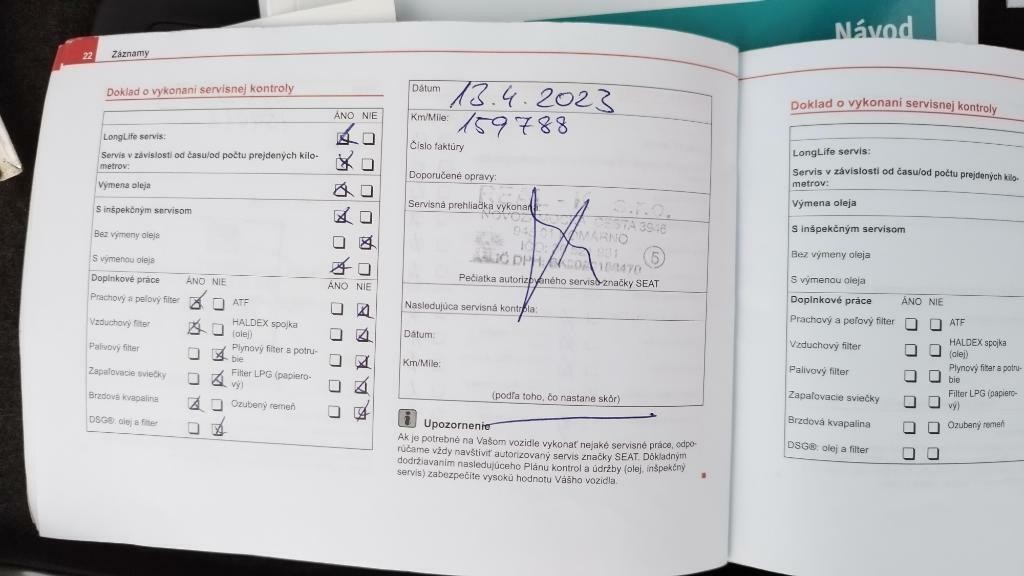 Návod
22 Záznamy
Doklad o vykonaní servisnej kontroly
ÁNO NIE
LongLife servis:
Servis v závislosti od času/od počtu prejdených kilo-
metrov:
Výmena oleja
S inšpekčným servisom
Bez výmeny oleja
S výmenou oleja
Doplnkové práce ÁNO NIE ÁNO NIE
Prachový a peľový filter ATF
Vzduchový filter HALDEX spojka
(olej)
Palivový filter Plynový filter a potru-
bie
Zapaľovacie sviečky Filter LPG (papiero-
vý)
Brzdová kvapalina Ozubený remeň
DSG®: olej a filter
Dátum 13.4.2023
Km/Mile: 159788
Číslo faktúry
Doporučené opravy:
Servisná prehliadka vykonaná:
S.R.O.
3946
KOMÁRNO
5
Pečiatka autorizovaného servisu značky SEAT
Nasledujúca servisná kontrola:
Dátum:
Km/Mile:
(podľa toho, čo nastane skôr)
i Upozornenie
Ak je potrebné na Vašom vozidle vykonať nejaké servisné práce, odpo-
rúčame vždy navštíviť autorizovaný servis značky SEAT. Dôkladným
dodržiavaním nasledujúceho Plánu kontrol a údržby (olej, inšpekčný
servis) zabezpečíte vysokú hodnotu Vášho vozidla.
Doklad o vykonaní servisnej kontroly
LongLife servis:
Servis v závislosti od času/od počtu prejdených kilo-
metrov:
Výmena oleja
S inšpekčným servisom
Bez výmeny oleja
S výmenou oleja
Doplnkové práce ÁNO NIE
Prachový a peľový filter ATF
Vzduchový filter HALDEX spojka
(olej)
Palivový filter Plynový filter a potru-
bie
Zapaľovacie sviečky Filter LPG (papiero-
vý)
Brzdová kvapalina Ozubený remeň
DSG®: olej a filter